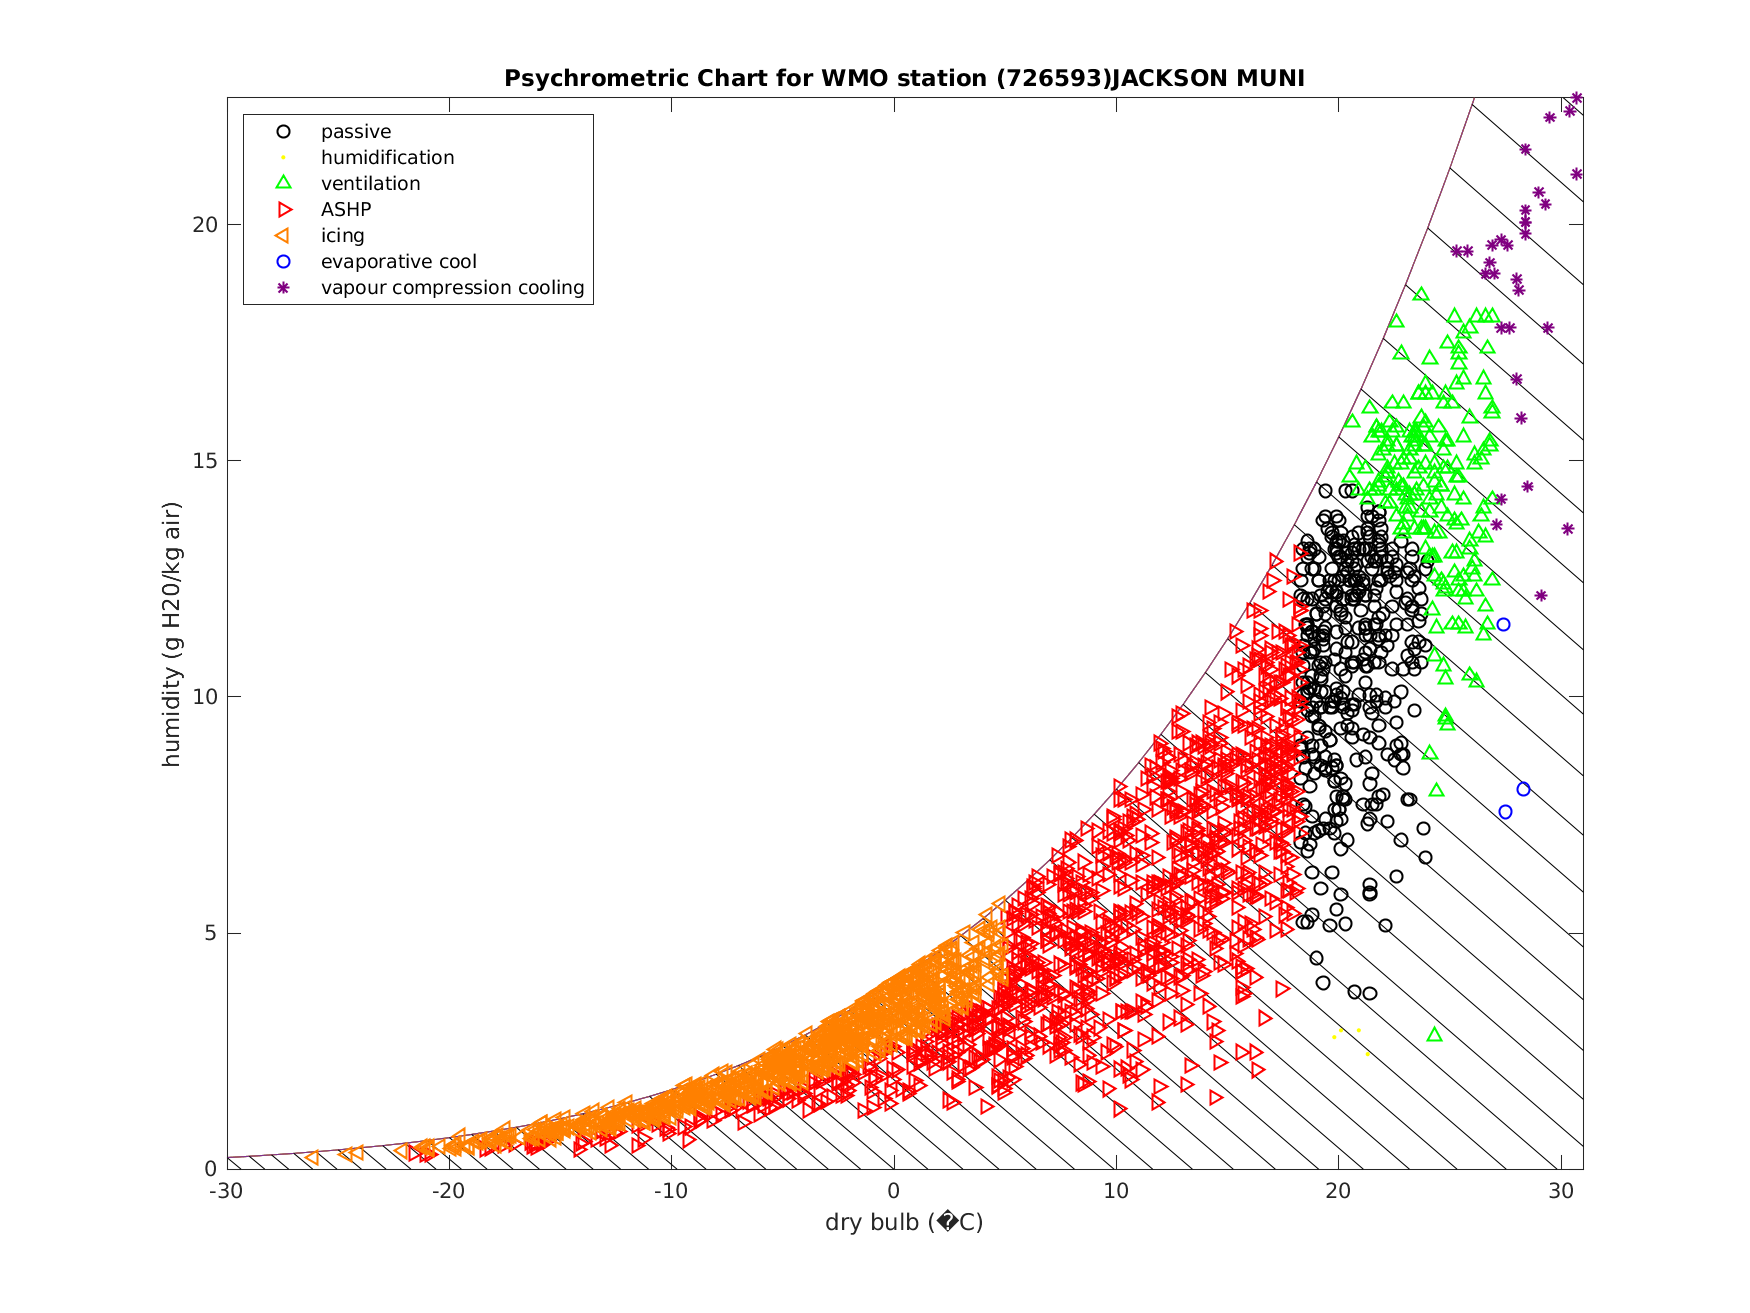 Psychrometric Chart for WMO station (726593)JACKSON MUNI
passive
humidification
ventilation
ASHP
icing
evaporative cool
vapour compression cooling
humidity (g H20/kg air)
20
15
10
5
0
-30 -20 -10 0 10 20 30
dry bulb (�C)